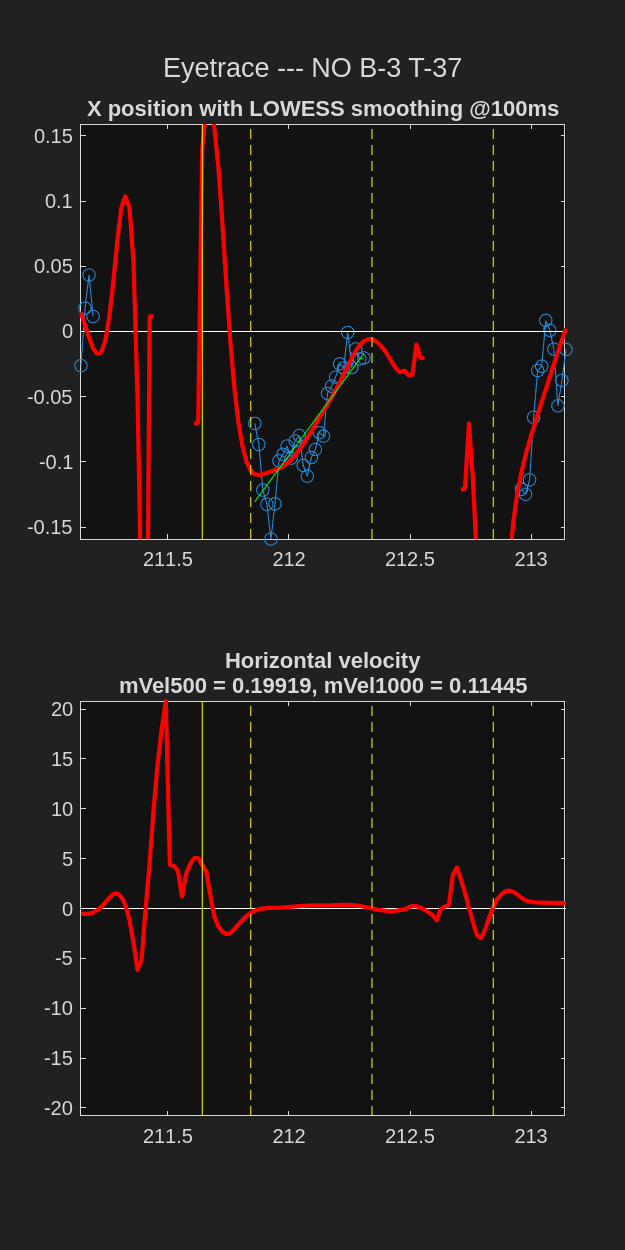 Eyetrace --- NO B-3 T-37
X position with LOWESS smoothing @100ms
0.15
0.1
0.05
0
-0.05
-0.1
-0.15
211.5 212 212.5 213
Horizontal velocity
mVel500 = 0.19919, mVel1000 = 0.11445
20
15
10
5
0
-5
-10
-15
-20
211.5 212 212.5 213